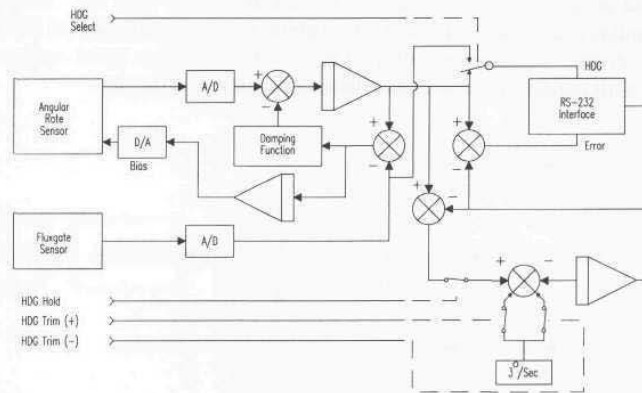 HDG
Select
A/D
HDG
Angular
Rate
Sensor
RS-232
Interface
D/A
Damping
Function
Bias
Error
Fluxgate
Sensor
A/D
HDG Hold
HDG Trim (+)
HDG Trim (-)
3°/Sec